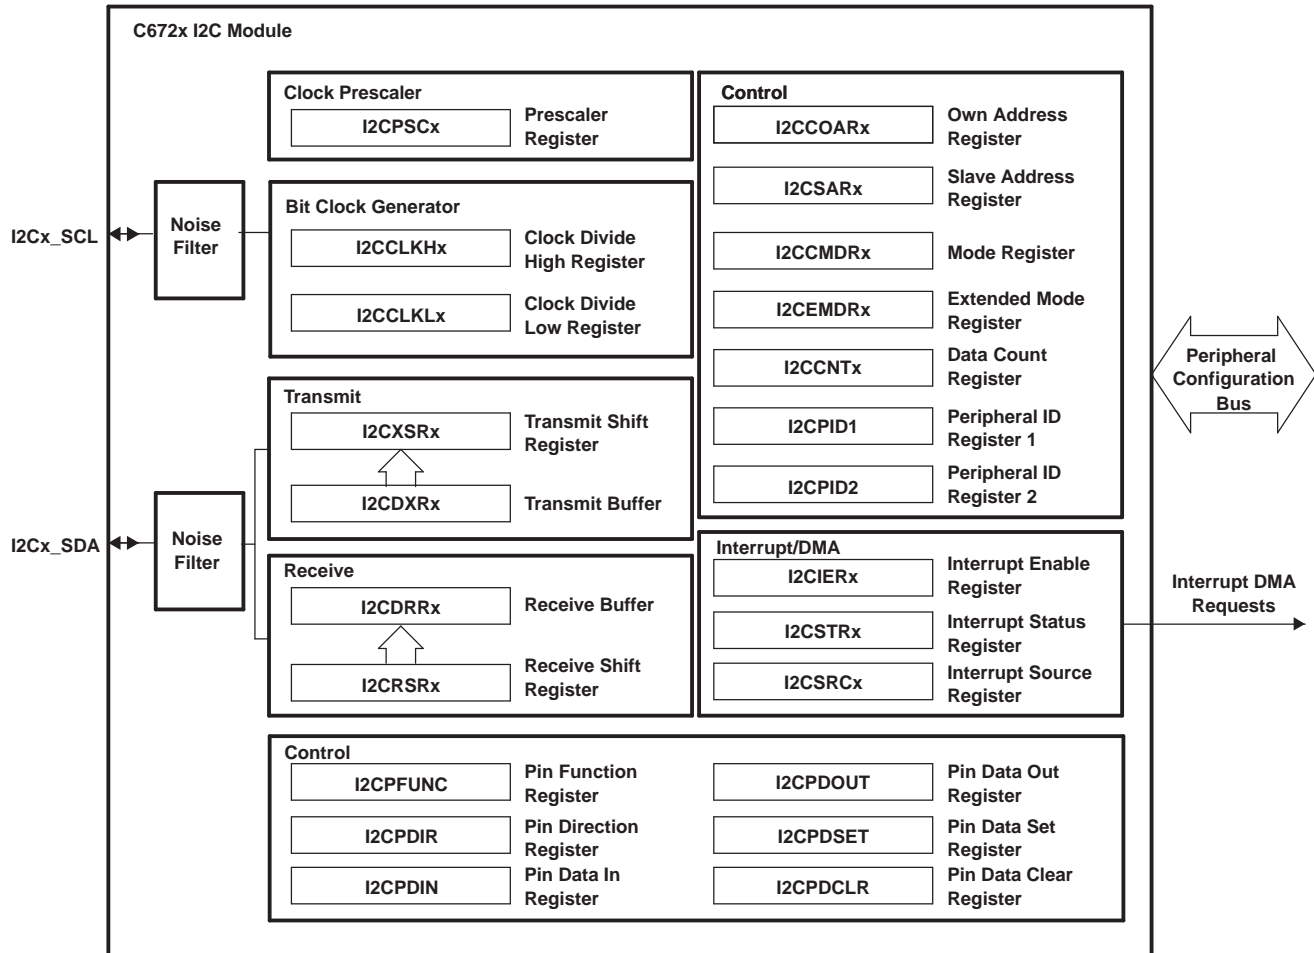 C672x I2C Module
Clock Prescaler
I2CPSCx
Prescaler
Register
Control
I2CCOARx
Own Address
Register
I2CSARx
Slave Address
Register
I2CCMDRx
Mode Register
I2CEMDRx
Extended Mode
Register
I2CCNTx
Data Count
Register
I2CPID1
Peripheral ID
Register 1
I2CPID2
Peripheral ID
Register 2
I2Cx_SCL
Noise
Filter
Bit Clock Generator
I2CCLKHx
Clock Divide
High Register
I2CCLKLx
Clock Divide
Low Register
Peripheral
Configuration
Bus
Transmit
I2CXSRx
Transmit Shift
Register
I2CDXRx
Transmit Buffer
I2Cx_SDA
Noise
Filter
Receive
I2CDRRx
Receive Buffer
I2CRSRx
Receive Shift
Register
Interrupt/DMA
I2CIERx
Interrupt Enable
Register
I2CSTRx
Interrupt Status
Register
I2CSRCx
Interrupt Source
Register
Interrupt DMA
Requests
Control
I2CPFUNC
Pin Function
Register
I2CPDIR
Pin Direction
Register
I2CPDIN
Pin Data In
Register
I2CPDOUT
Pin Data Out
Register
I2CPDSET
Pin Data Set
Register
I2CPDCLR
Pin Data Clear
Register